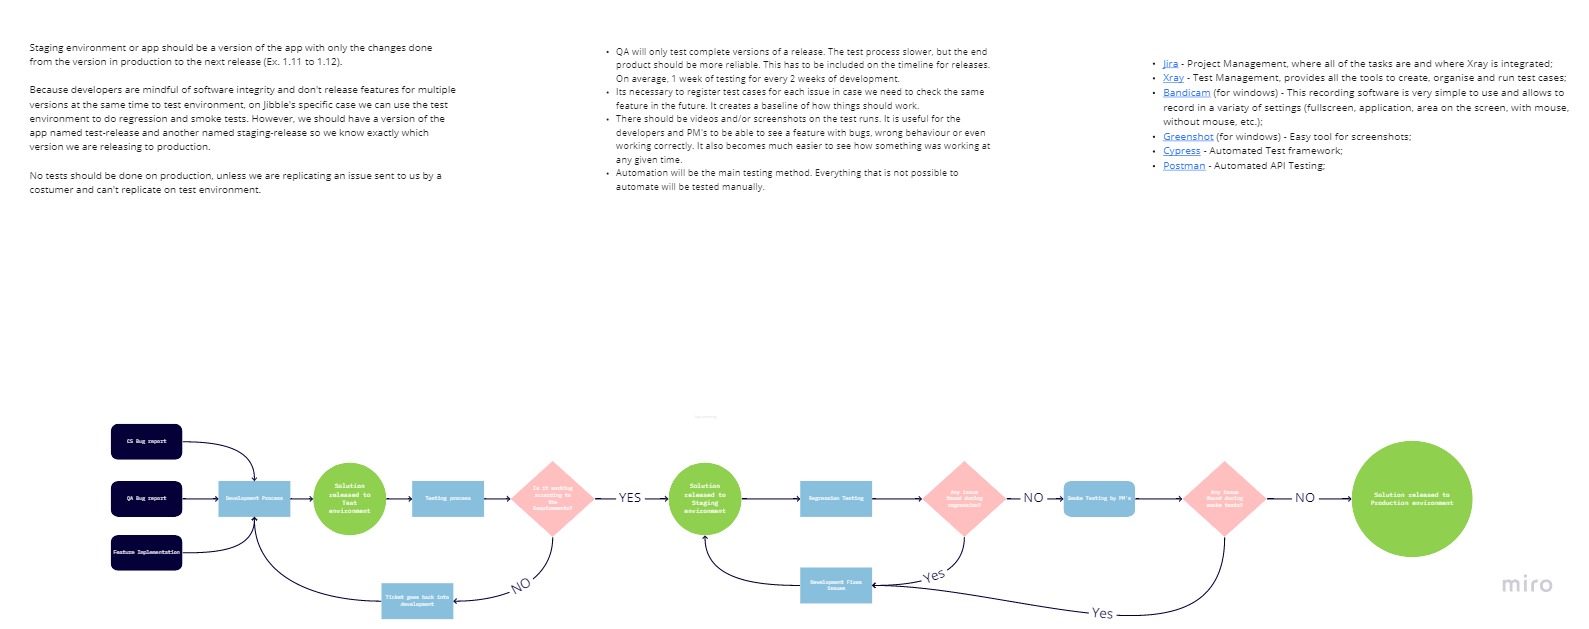 Staging environment or app should be a version of the app with only the changes done
from the version in production to the next release (Ex. 1.11 to 1.12).
Because developers are mindful of software integrity and don't release features for multiple
versions at the same time to test environment, on Jibble's specific case we can use the test
environment to do regression and smoke tests. However, we should have a version of the
app named test-release and another named staging-release so we know exactly which
version we are releasing to production.
No tests should be done on production, unless we are replicating an issue sent to us by a
costumer and can't replicate on test environment.
• QA will only test complete versions of a release. The test process slower, but the end
product should be more reliable. This has to be included on the timeline for releases.
On average, 1 week of testing for every 2 weeks of development.
• Its necessary to register test cases for each issue in case we need to check the same
feature in the future. It creates a baseline of how things should work.
• There should be videos and/or screenshots on the test runs. It is useful for the
developers and PM's to be able to see a feature with bugs, wrong behaviour or even
working correctly. It also becomes much easier to see how something was working at
any given time.
• Automation will be the main testing method. Everything that is not possible to
automate will be tested manually.
• Jira - Project Management, where all of the tasks are and where Xray is integrated;
• Xray - Test Management, provides all the tools to create, organise and run test cases;
• Bandicam (for windows) - This recording software is very simple to use and allows to
record in a variaty of settings (fullscreen, application, area on the screen, with mouse,
without mouse, etc.);
• Greenshot (for windows) - Easy tool for screenshots;
• Cypress - Automated Test framework;
• Postman - Automated API Testing;
CS Bug report
QA Bug report
Feature Implementation
Development Process
Solution
released to
Test
environment
Testing process
Is it working
according to
the
Requirements?
YES
NO
Ticket goes back into
development
Solution
released to
Staging
environment
Regression Testing
Any Issue
found during
regression?
NO
Yes
Development Fixes
Issues
Smoke Testing by PM's
Any Issue
found during
smoke tests?
NO
Yes
Solution released to
Production environment
miro